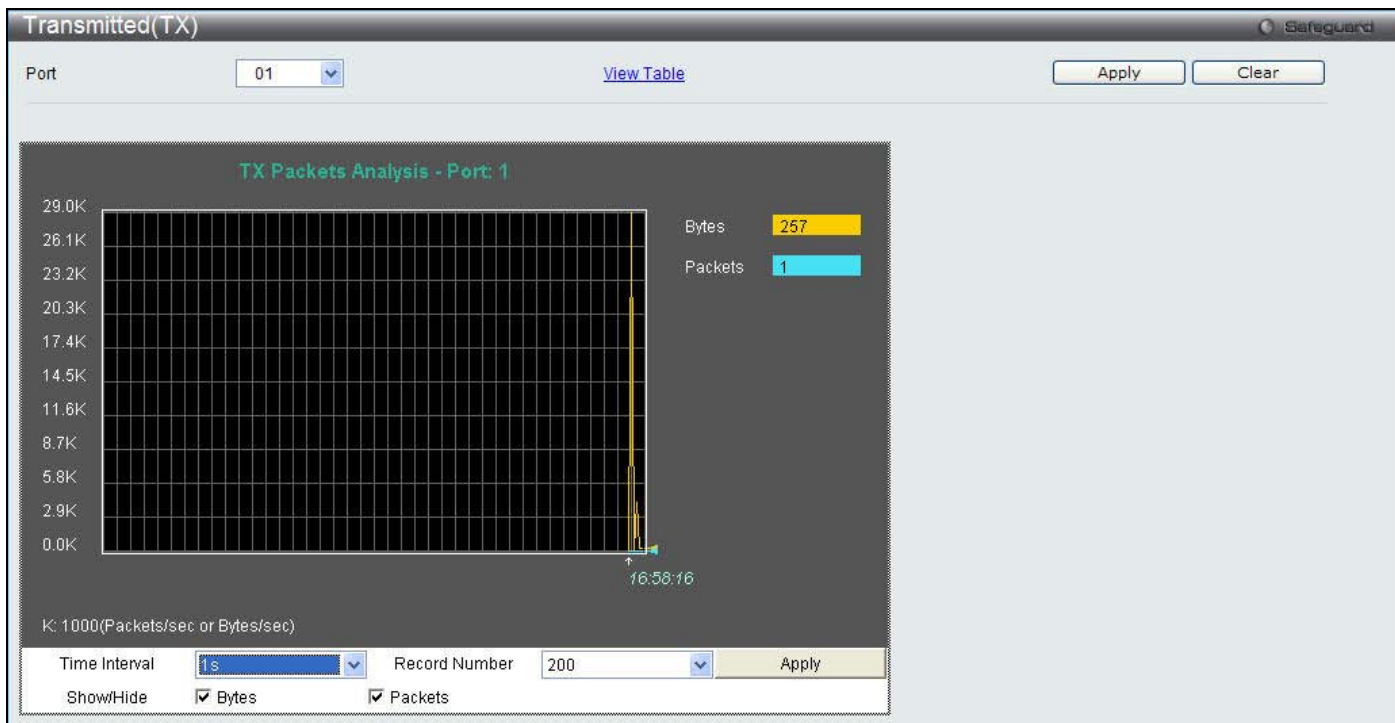 Transmitted(TX)
Safeguard
Port 01 View Table Apply Clear
TX Packets Analysis - Port: 1
29.0K
26.1K
23.2K
20.3K
17.4K
14.5K
11.6K
8.7K
5.8K
2.9K
0.0K
Bytes 257
Packets 1
16:58:16
K: 1000(Packets/sec or Bytes/sec)
Time Interval 1s Record Number 200 Apply
Show/Hide Bytes Packets